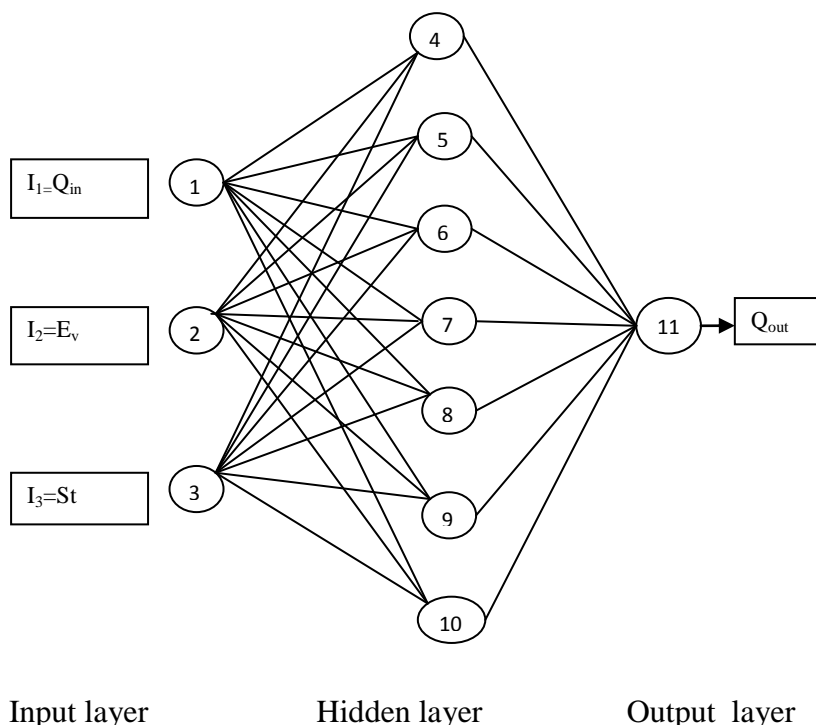 4
5
I₁=Qᵢₙ
1
6
I₂=Eᵥ
2
7
11
Qₒᵤₜ
8
I₃=St
3
9
10
Input layer
Hidden layer
Output layer